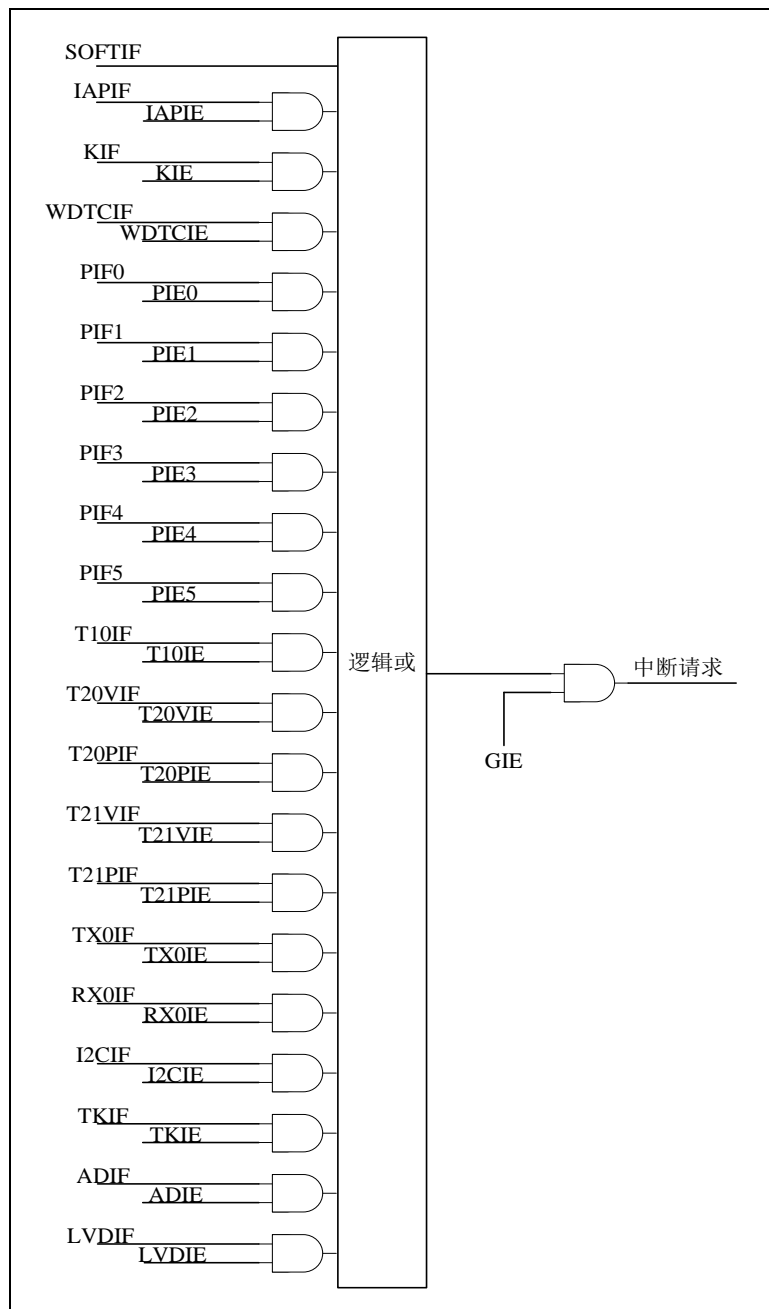 SOFTIF
IAPIF
IAPIE
KIF
KIE
WDTCIF
WDTCIE
PIF0
PIE0
PIF1
PIE1
PIF2
PIE2
PIF3
PIE3
PIF4
PIE4
PIF5
PIE5
T10IF
T10IE
逻辑或
中断请求
T20VIF
T20VIE
GIE
T20PIF
T20PIE
T21VIF
T21VIE
T21PIF
T21PIE
TX0IF
TX0IE
RX0IF
RX0IE
I2CIF
I2CIE
TKIF
TKIE
ADIF
ADIE
LVDIF
LVDIE